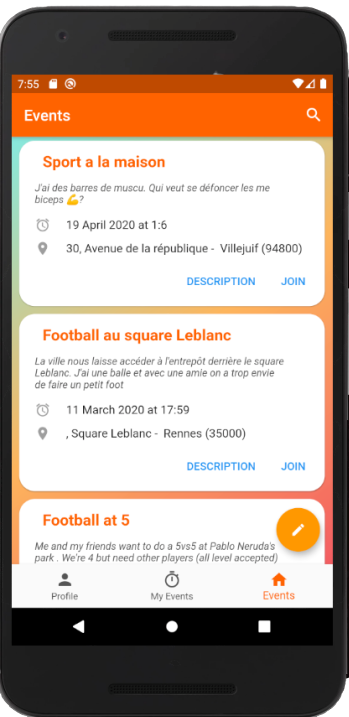 7:55
Events
Sport a la maison
J'ai des barres de muscu. Qui veut se défoncer les me
biceps 💪?
19 April 2020 at 1:6
30, Avenue de la république - Villejuif (94800)
DESCRIPTION JOIN
Football au square Leblanc
La ville nous laisse accéder à l'entrepôt derrière le square
Leblanc. J'ai une balle et avec une amie on a trop envie
de faire un petit foot
11 March 2020 at 17:59
, Square Leblanc - Rennes (35000)
DESCRIPTION JOIN
Football at 5
Me and my friends want to do a 5vs5 at Pablo Neruda's
park . We're 4 but need other players (all level accepted)
Profile My Events Events